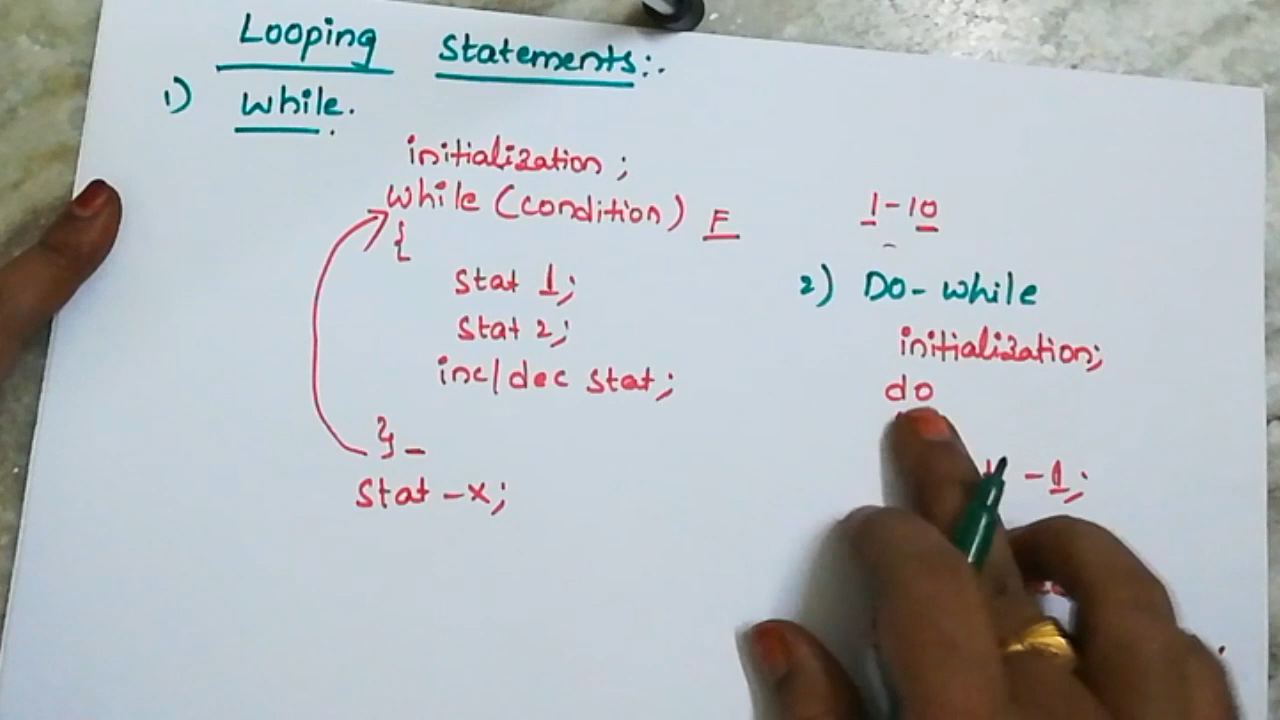 Looping Statements:.
1) While.
initialization;
While (condition) F
{
Stat 1;
Stat 2;
inc/dec stat;
}-
Stat-x;
1-10
2) Do-while
initialization;
do
-1;